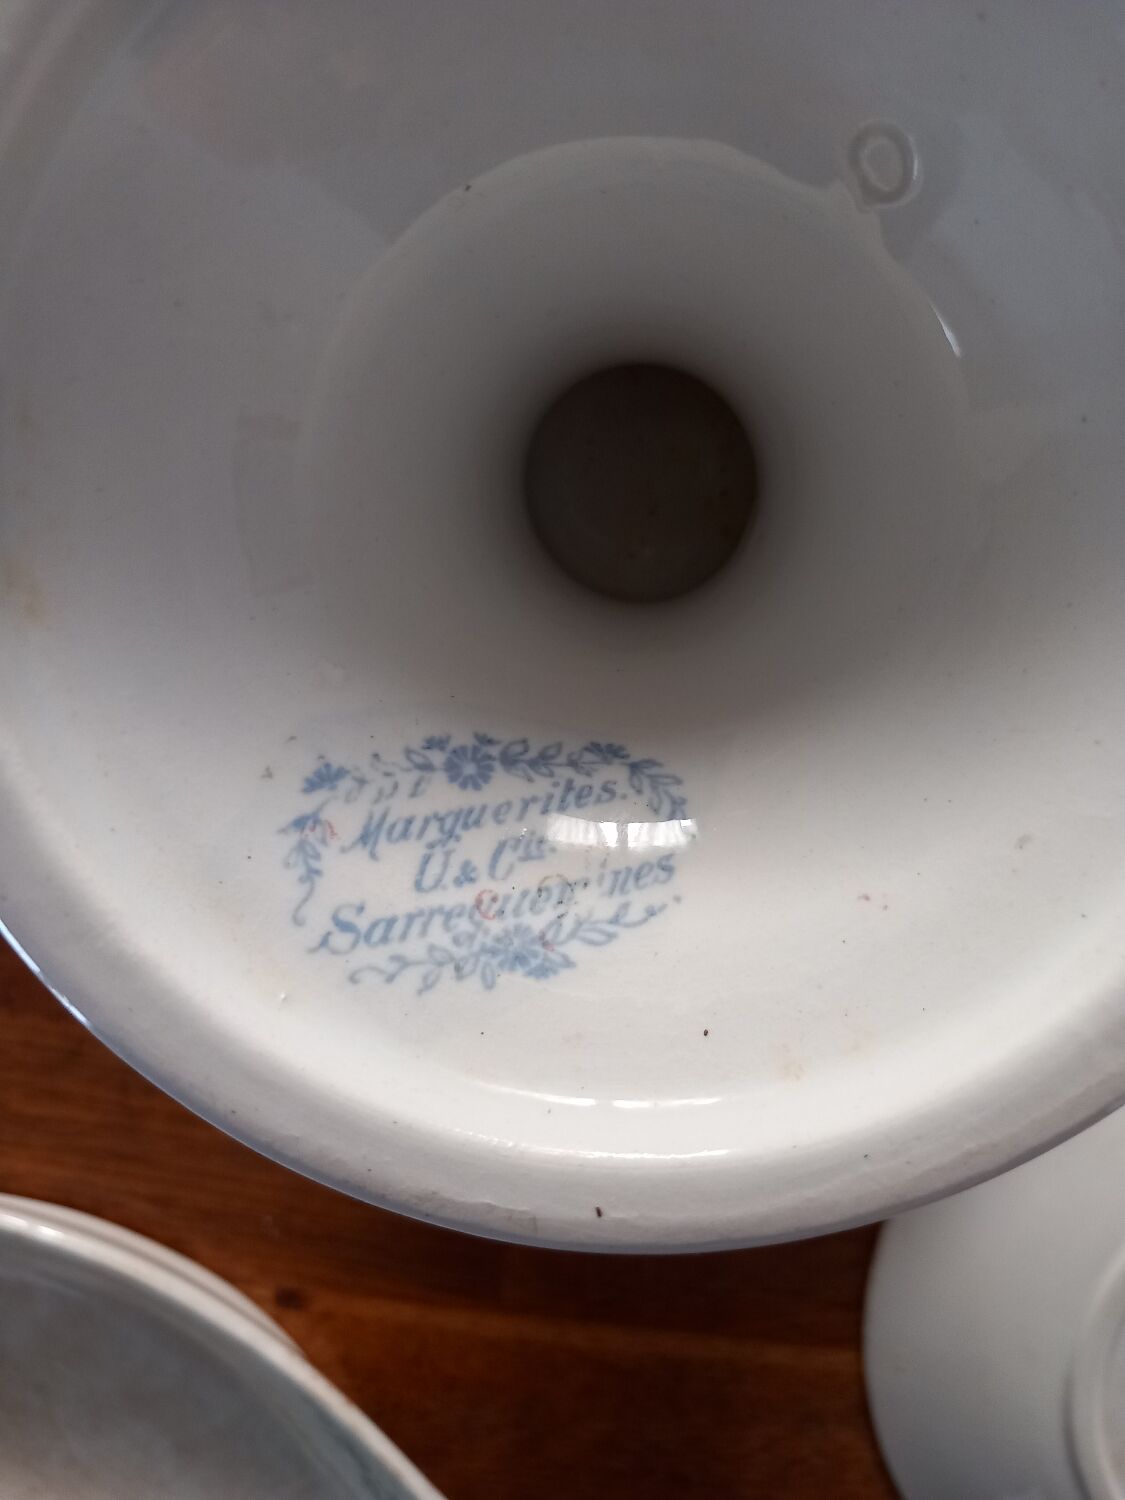 Marguerites.
U. & Cie.
Sarreguemines